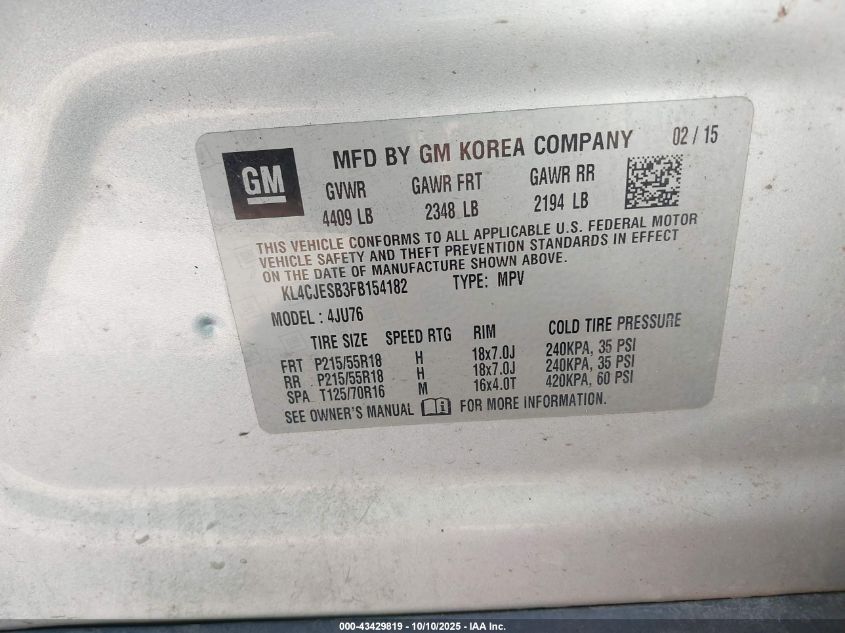 GM
MFD BY GM KOREA COMPANY 02 / 15
GVWR GAWR FRT GAWR RR
4409 LB 2348 LB 2194 LB
THIS VEHICLE CONFORMS TO ALL APPLICABLE U.S. FEDERAL MOTOR
VEHICLE SAFETY AND THEFT PREVENTION STANDARDS IN EFFECT
ON THE DATE OF MANUFACTURE SHOWN ABOVE.
KL4CJESB3FB154182 TYPE: MPV
MODEL : 4JU76
TIRE SIZE SPEED RTG RIM COLD TIRE PRESSURE
FRT P215/55R18 H 18x7.0J 240KPA, 35 PSI
RR P215/55R18 H 18x7.0J 240KPA, 35 PSI
SPA T125/70R16 M 16x4.0T 420KPA, 60 PSI
SEE OWNER'S MANUAL FOR MORE INFORMATION.
000-43429819 - 10/10/2025 - IAA Inc.